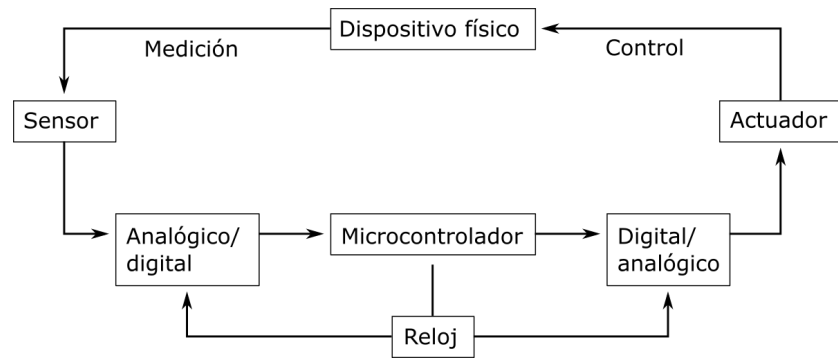 Dispositivo físico
Medición
Control
Sensor
Actuador
Analógico/
digital
Microcontrolador
Digital/
analógico
Reloj